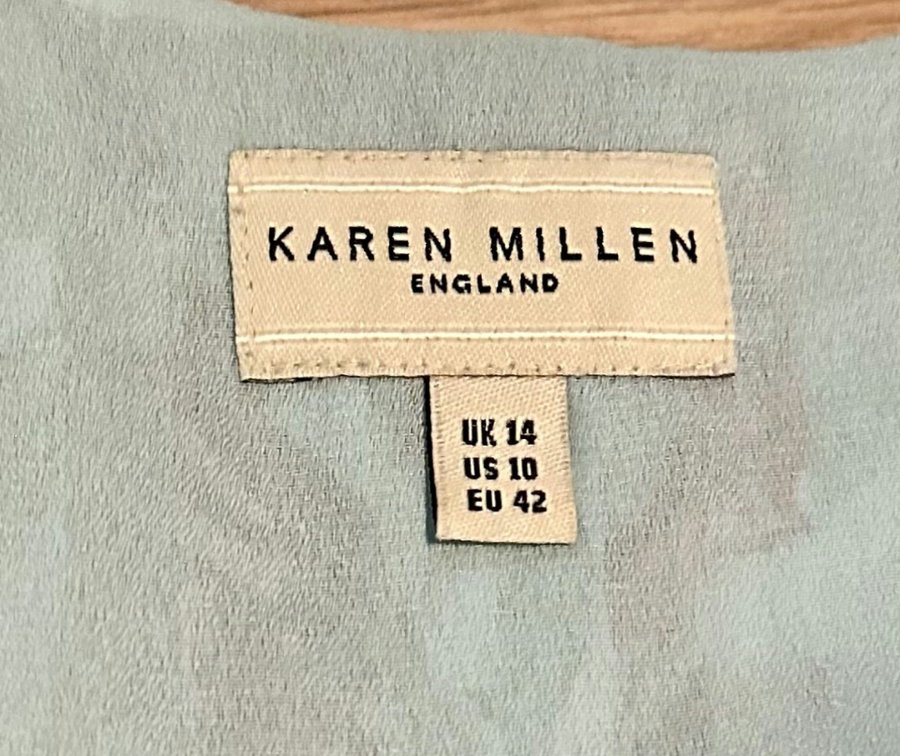 KAREN MILLEN
ENGLAND
UK 14
US 10
EU 42